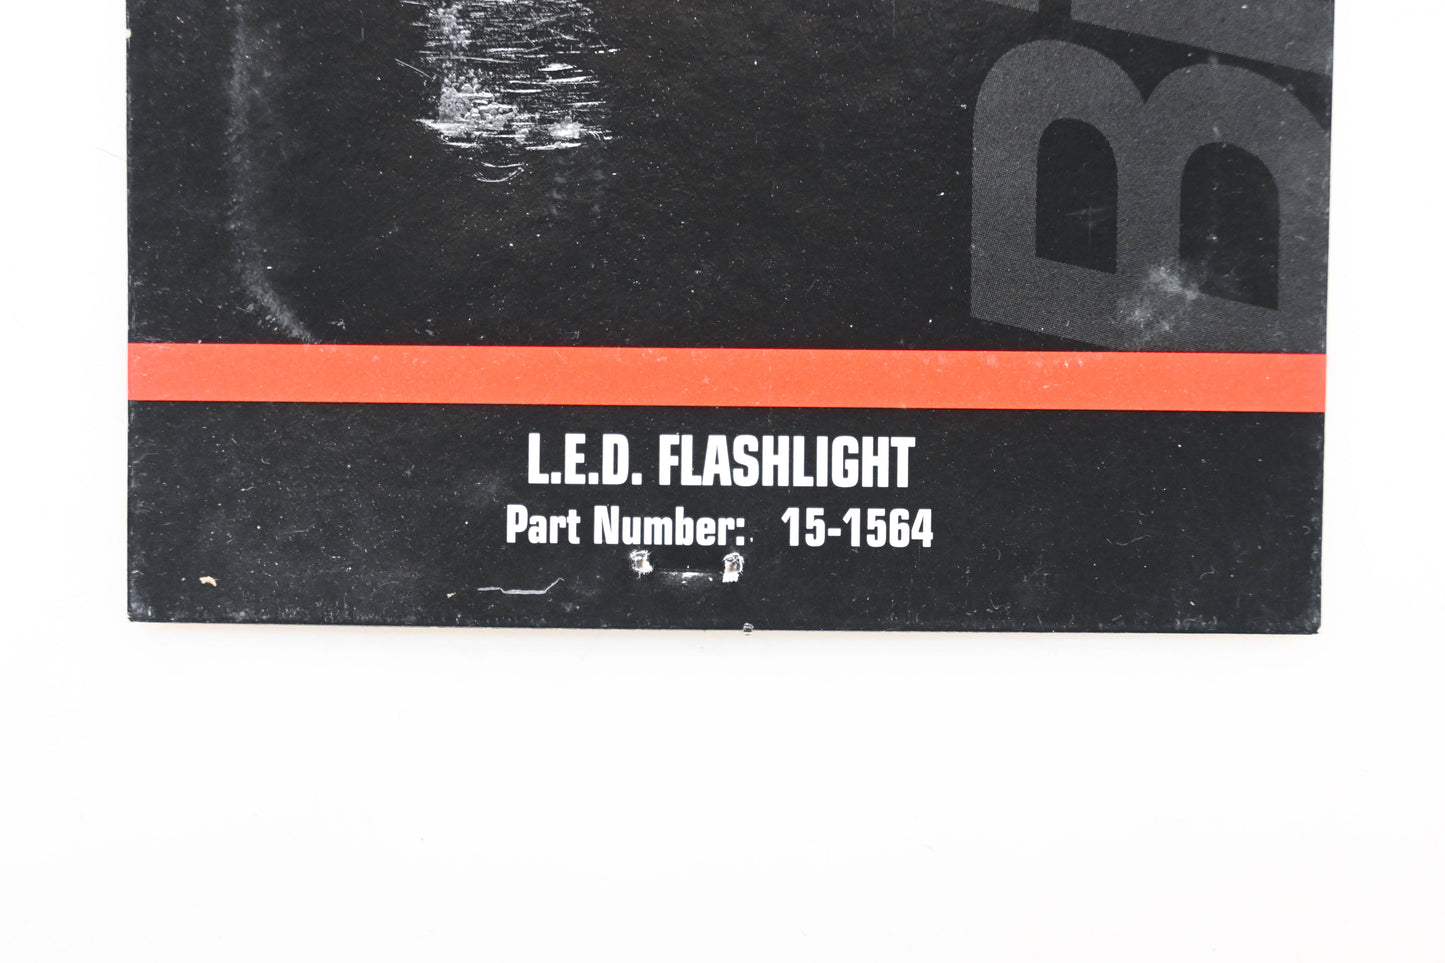 B
L.E.D. FLASHLIGHT
Part Number: 15-1564